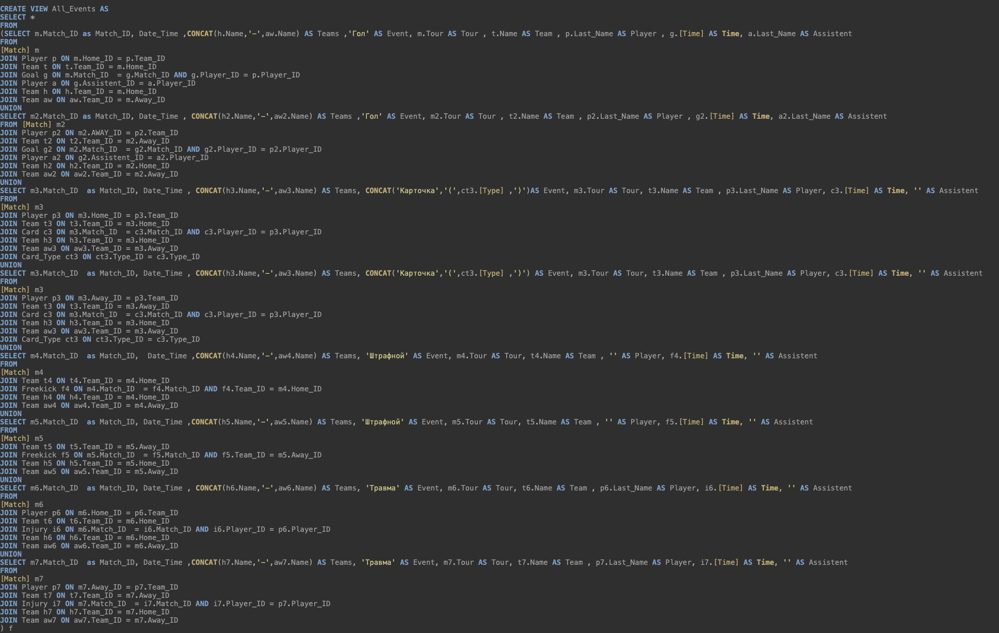 CREATE VIEW All_Events AS
SELECT *
FROM
(SELECT m.Match_ID as Match_ID, Date_Time ,CONCAT(h.Name,'-',aw.Name) AS Teams ,'Гол' AS Event, m.Tour AS Tour , t.Name AS Team , p.Last_Name AS Player , g.[Time] AS Time, a.Last_Name AS Assistent
FROM
[Match] m
JOIN Player p ON m.Home_ID = p.Team_ID
JOIN Team t ON t.Team_ID = m.Home_ID
JOIN Goal g ON m.Match_ID  = g.Match_ID AND g.Player_ID = p.Player_ID
JOIN Player a ON g.Assistent_ID = a.Player_ID
JOIN Team h ON h.Team_ID = m.Home_ID
JOIN Team aw ON aw.Team_ID = m.Away_ID
UNION
SELECT m2.Match_ID as Match_ID, Date_Time , CONCAT(h2.Name,'-',aw2.Name) AS Teams ,'Гол' AS Event, m2.Tour AS Tour , t2.Name AS Team , p2.Last_Name AS Player , g2.[Time] AS Time, a2.Last_Name AS Assistent
FROM [Match] m2
JOIN Player p2 ON m2.AWAY_ID = p2.Team_ID
JOIN Team t2 ON t2.Team_ID = m2.Away_ID
JOIN Goal g2 ON m2.Match_ID  = g2.Match_ID AND g2.Player_ID = p2.Player_ID
JOIN Player a2 ON g2.Assistent_ID = a2.Player_ID
JOIN Team h2 ON h2.Team_ID = m2.Home_ID
JOIN Team aw2 ON aw2.Team_ID = m2.Away_ID
UNION
SELECT m3.Match_ID  as Match_ID, Date_Time , CONCAT(h3.Name,'-',aw3.Name) AS Teams, CONCAT('Карточка','(',ct3.[Type] ,')')AS Event, m3.Tour AS Tour, t3.Name AS Team , p3.Last_Name AS Player, c3.[Time] AS Time, '' AS Assistent
FROM
[Match] m3
JOIN Player p3 ON m3.Home_ID = p3.Team_ID
JOIN Team t3 ON t3.Team_ID = m3.Home_ID
JOIN Card c3 ON m3.Match_ID  = c3.Match_ID AND c3.Player_ID = p3.Player_ID
JOIN Team h3 ON h3.Team_ID = m3.Home_ID
JOIN Team aw3 ON aw3.Team_ID = m3.Away_ID
JOIN Card_Type ct3 ON ct3.Type_ID = c3.Type_ID
UNION
SELECT m3.Match_ID  as Match_ID, Date_Time , CONCAT(h3.Name,'-',aw3.Name) AS Teams, CONCAT('Карточка','(',ct3.[Type] ,')') AS Event, m3.Tour AS Tour, t3.Name AS Team , p3.Last_Name AS Player, c3.[Time] AS Time, '' AS Assistent
FROM
[Match] m3
JOIN Player p3 ON m3.Away_ID = p3.Team_ID
JOIN Team t3 ON t3.Team_ID = m3.Away_ID
JOIN Card c3 ON m3.Match_ID  = c3.Match_ID AND c3.Player_ID = p3.Player_ID
JOIN Team h3 ON h3.Team_ID = m3.Home_ID
JOIN Team aw3 ON aw3.Team_ID = m3.Away_ID
JOIN Card_Type ct3 ON ct3.Type_ID = c3.Type_ID
UNION
SELECT m4.Match_ID  as Match_ID,  Date_Time ,CONCAT(h4.Name,'-',aw4.Name) AS Teams, 'Штрафной' AS Event, m4.Tour AS Tour, t4.Name AS Team , '' AS Player, f4.[Time] AS Time, '' AS Assistent
FROM
[Match] m4
JOIN Team t4 ON t4.Team_ID = m4.Home_ID
JOIN Freekick f4 ON m4.Match_ID  = f4.Match_ID AND f4.Team_ID = m4.Home_ID
JOIN Team h4 ON h4.Team_ID = m4.Home_ID
JOIN Team aw4 ON aw4.Team_ID = m4.Away_ID
UNION
SELECT m5.Match_ID  as Match_ID, Date_Time ,CONCAT(h5.Name,'-',aw5.Name) AS Teams, 'Штрафной' AS Event, m5.Tour AS Tour, t5.Name AS Team , '' AS Player, f5.[Time] AS Time, '' AS Assistent
FROM
[Match] m5
JOIN Team t5 ON t5.Team_ID = m5.Away_ID
JOIN Freekick f5 ON m5.Match_ID  = f5.Match_ID AND f5.Team_ID = m5.Away_ID
JOIN Team h5 ON h5.Team_ID = m5.Home_ID
JOIN Team aw5 ON aw5.Team_ID = m5.Away_ID
UNION
SELECT m6.Match_ID  as Match_ID, Date_Time , CONCAT(h6.Name,'-',aw6.Name) AS Teams, 'Травма' AS Event, m6.Tour AS Tour, t6.Name AS Team , p6.Last_Name AS Player, i6.[Time] AS Time, '' AS Assistent
FROM
[Match] m6
JOIN Player p6 ON m6.Home_ID = p6.Team_ID
JOIN Team t6 ON t6.Team_ID = m6.Home_ID
JOIN Injury i6 ON m6.Match_ID  = i6.Match_ID AND i6.Player_ID = p6.Player_ID
JOIN Team h6 ON h6.Team_ID = m6.Home_ID
JOIN Team aw6 ON aw6.Team_ID = m6.Away_ID
UNION
SELECT m7.Match_ID  as Match_ID, Date_Time ,CONCAT(h7.Name,'-',aw7.Name) AS Teams, 'Травма' AS Event, m7.Tour AS Tour, t7.Name AS Team , p7.Last_Name AS Player, i7.[Time] AS Time, '' AS Assistent
FROM
[Match] m7
JOIN Player p7 ON m7.Away_ID = p7.Team_ID
JOIN Team t7 ON t7.Team_ID = m7.Away_ID
JOIN Injury i7 ON m7.Match_ID  = i7.Match_ID AND i7.Player_ID = p7.Player_ID
JOIN Team h7 ON h7.Team_ID = m7.Home_ID
JOIN Team aw7 ON aw7.Team_ID = m7.Away_ID
) f